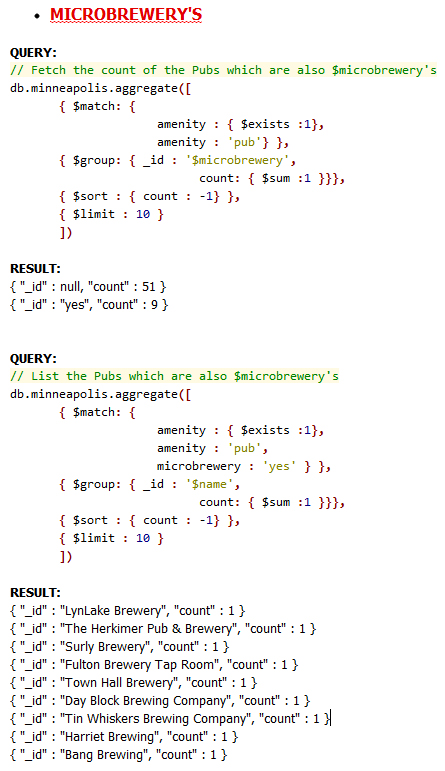 • MICROBREWERY'S
QUERY:
// Fetch the count of the Pubs which are also $microbrewery's
db.minneapolis.aggregate([
{ $match: {
amenity : { $exists :1},
amenity : 'pub'} },
{ $group: { _id : '$microbrewery',
count: { $sum :1 }}},
{ $sort : { count : -1} },
{ $limit : 10 }
])
RESULT:
{ "_id" : null, "count" : 51 }
{ "_id" : "yes", "count" : 9 }
QUERY:
// List the Pubs which are also $microbrewery's
db.minneapolis.aggregate([
{ $match: {
amenity : { $exists :1},
amenity : 'pub',
microbrewery : 'yes' } },
{ $group: { _id : '$name',
count: { $sum :1 }}},
{ $sort : { count : -1} },
{ $limit : 10 }
])
RESULT:
{ "_id" : "LynLake Brewery", "count" : 1 }
{ "_id" : "The Herkimer Pub & Brewery", "count" : 1 }
{ "_id" : "Surly Brewery", "count" : 1 }
{ "_id" : "Fulton Brewery Tap Room", "count" : 1 }
{ "_id" : "Town Hall Brewery", "count" : 1 }
{ "_id" : "Day Block Brewing Company", "count" : 1 }
{ "_id" : "Tin Whiskers Brewing Company", "count" : 1 }
{ "_id" : "Harriet Brewing", "count" : 1 }
{ "_id" : "Bang Brewing", "count" : 1 }